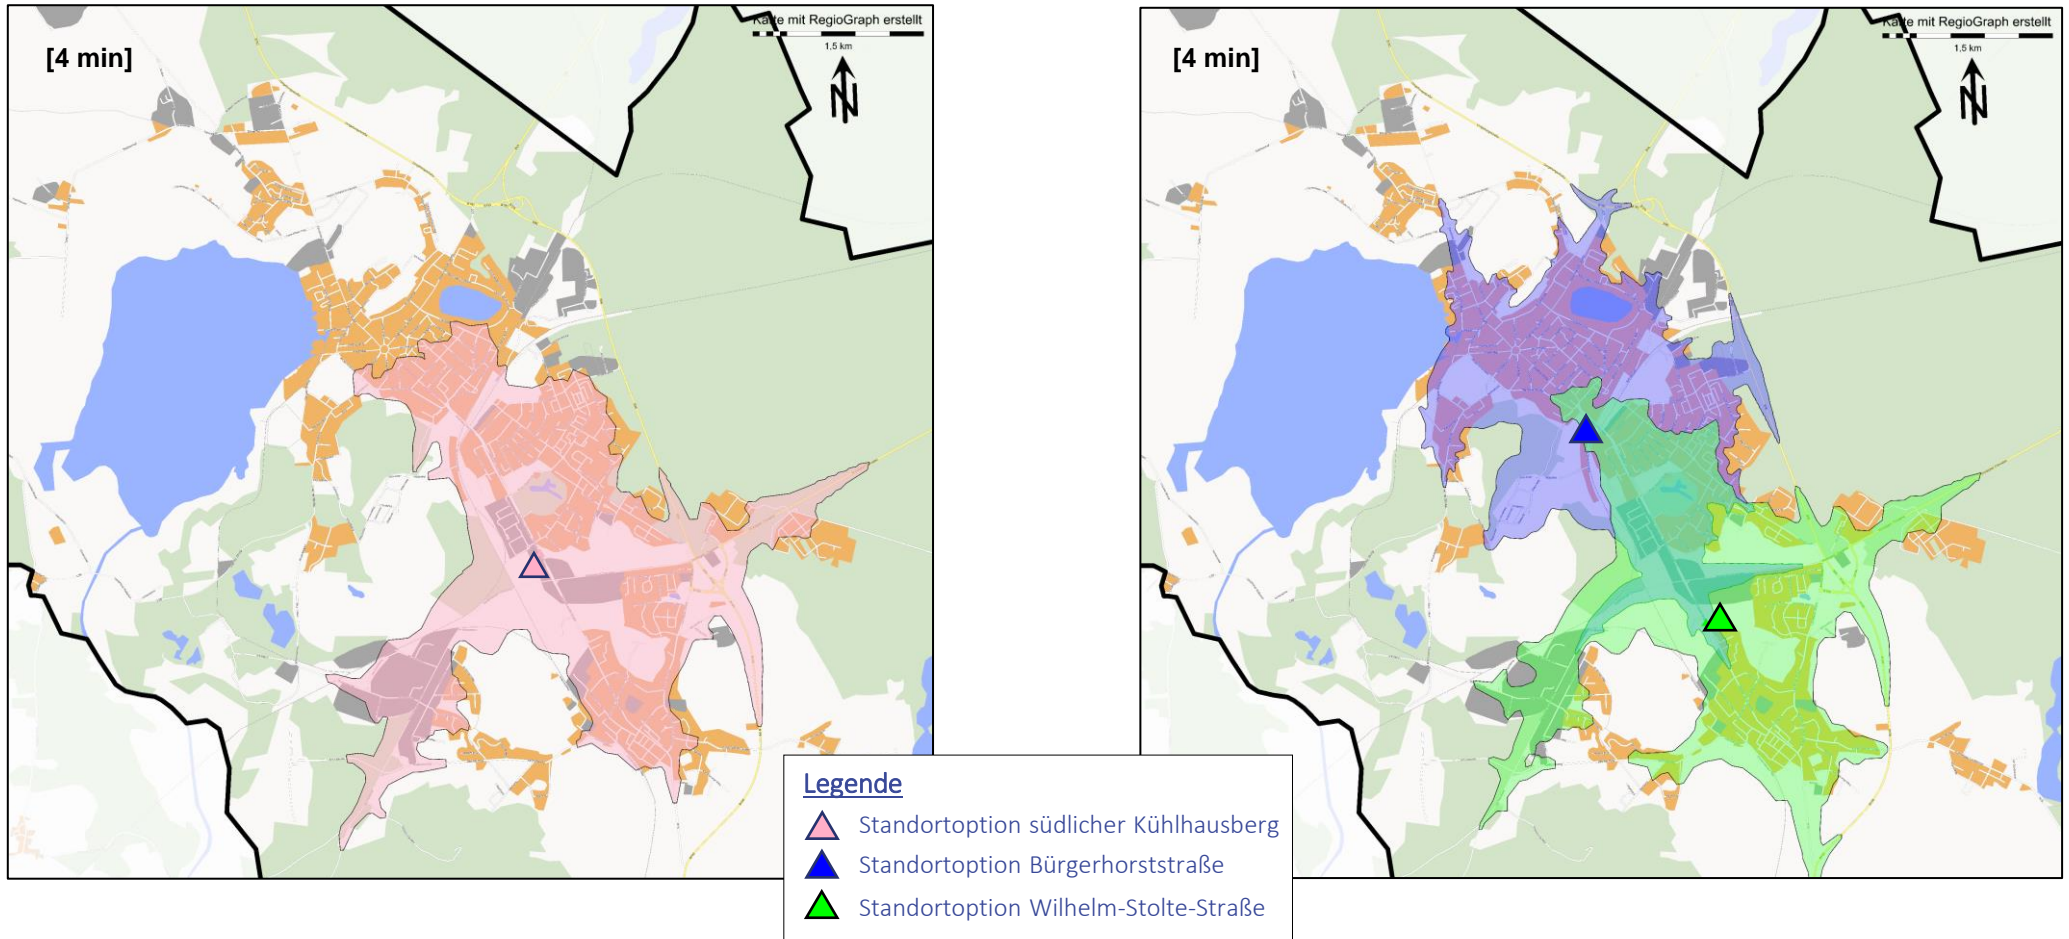 [4 min]
Karte mit RegioGraph erstellt
1,5 km
N
[4 min]
Karte mit RegioGraph erstellt
1,5 km
N
Legende
Standortoption südlicher Kühlhausberg
Standortoption Bürgerhorststraße
Standortoption Wilhelm-Stolte-Straße